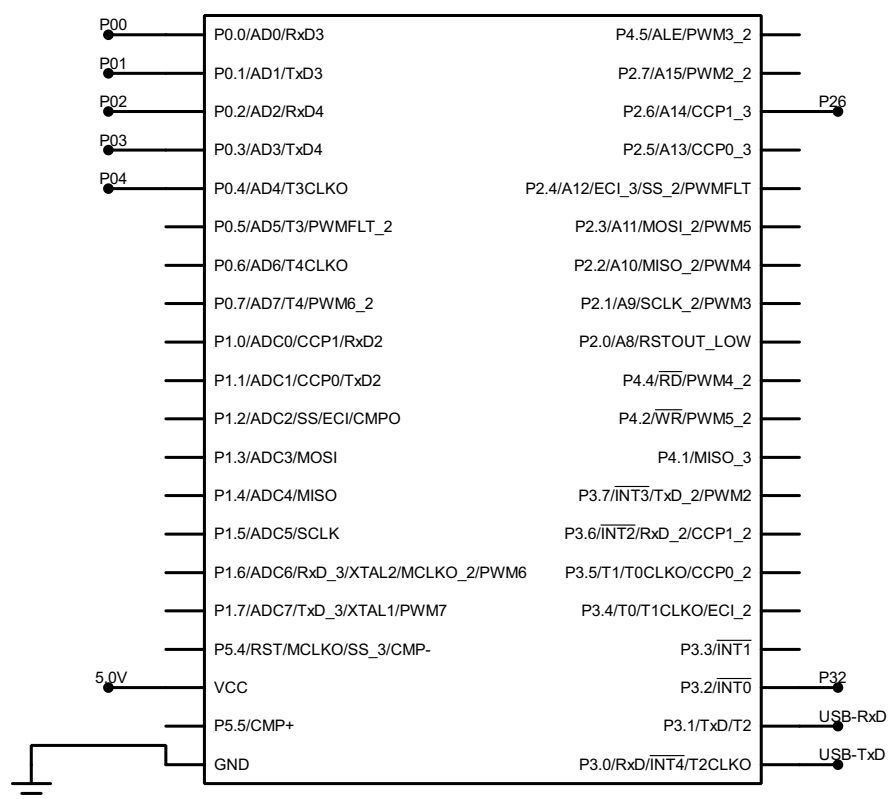 P00 P0.0/AD0/RxD3 P4.5/ALE/PWM3_2
P01 P0.1/AD1/TxD3 P2.7/A15/PWM2_2
P02 P0.2/AD2/RxD4 P2.6/A14/CCP1_3 P26
P03 P0.3/AD3/TxD4 P2.5/A13/CCP0_3
P04 P0.4/AD4/T3CLKO P2.4/A12/ECI_3/SS_2/PWMFLT
P0.5/AD5/T3/PWMFLT_2 P2.3/A11/MOSI_2/PWM5
P0.6/AD6/T4CLKO P2.2/A10/MISO_2/PWM4
P0.7/AD7/T4/PWM6_2 P2.1/A9/SCLK_2/PWM3
P1.0/ADC0/CCP1/RxD2 P2.0/A8/RSTOUT_LOW
P1.1/ADC1/CCP0/TxD2 P4.4/RD/PWM4_2
P1.2/ADC2/SS/ECI/CMPO P4.2/WR/PWM5_2
P1.3/ADC3/MOSI P4.1/MISO_3
P1.4/ADC4/MISO P3.7/INT3/TxD_2/PWM2
P1.5/ADC5/SCLK P3.6/INT2/RxD_2/CCP1_2
P1.6/ADC6/RxD_3/XTAL2/MCLKO_2/PWM6 P3.5/T1/T0CLKO/CCP0_2
P1.7/ADC7/TxD_3/XTAL1/PWM7 P3.4/T0/T1CLKO/ECI_2
P5.4/RST/MCLKO/SS_3/CMP- P3.3/INT1
5.0V VCC P3.2/INT0 P32
P5.5/CMP+ P3.1/TxD/T2 USB-RxD
GND P3.0/RxD/INT4/T2CLKO USB-TxD